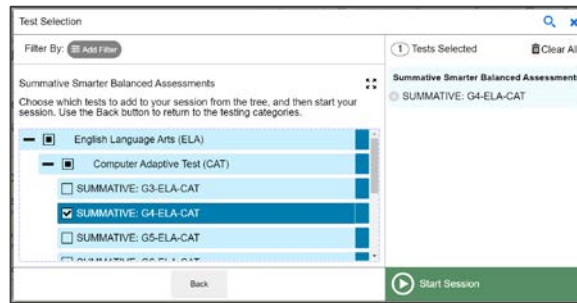 Test Selection
Filter By: Add Filter
1 Tests Selected
Clear Al
Summative Smarter Balanced Assessments
Choose which tests to add to your session from the tree, and then start your
session. Use the Back button to return to the testing categories.
English Language Arts (ELA)
Computer Adaptive Test (CAT)
SUMMATIVE: G3-ELA-CAT
SUMMATIVE: G4-ELA-CAT
SUMMATIVE: G5-ELA-CAT
Summative Smarter Balanced Assessment
SUMMATIVE: G4-ELA-CAT
Back
Start Session